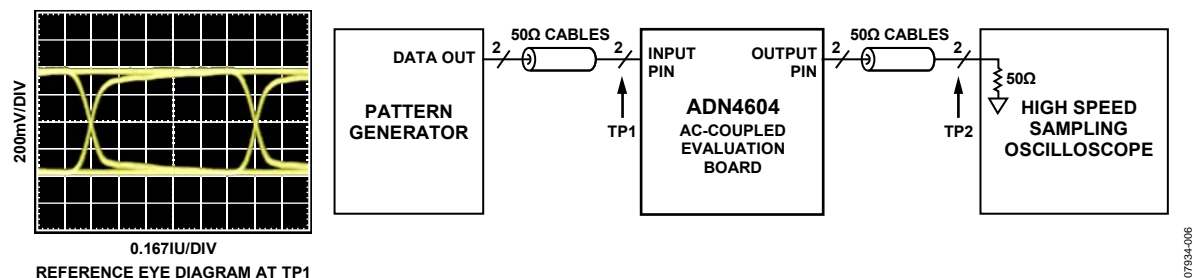 200mV/DIV
0.167IU/DIV
REFERENCE EYE DIAGRAM AT TP1
DATA OUT
PATTERN
GENERATOR
2
50Ω CABLES
2
TP1
INPUT
PIN
OUTPUT
PIN
ADN4604
AC-COUPLED
EVALUATION
BOARD
2
50Ω CABLES
2
TP2
50Ω
HIGH SPEED
SAMPLING
OSCILLOSCOPE
07934-006